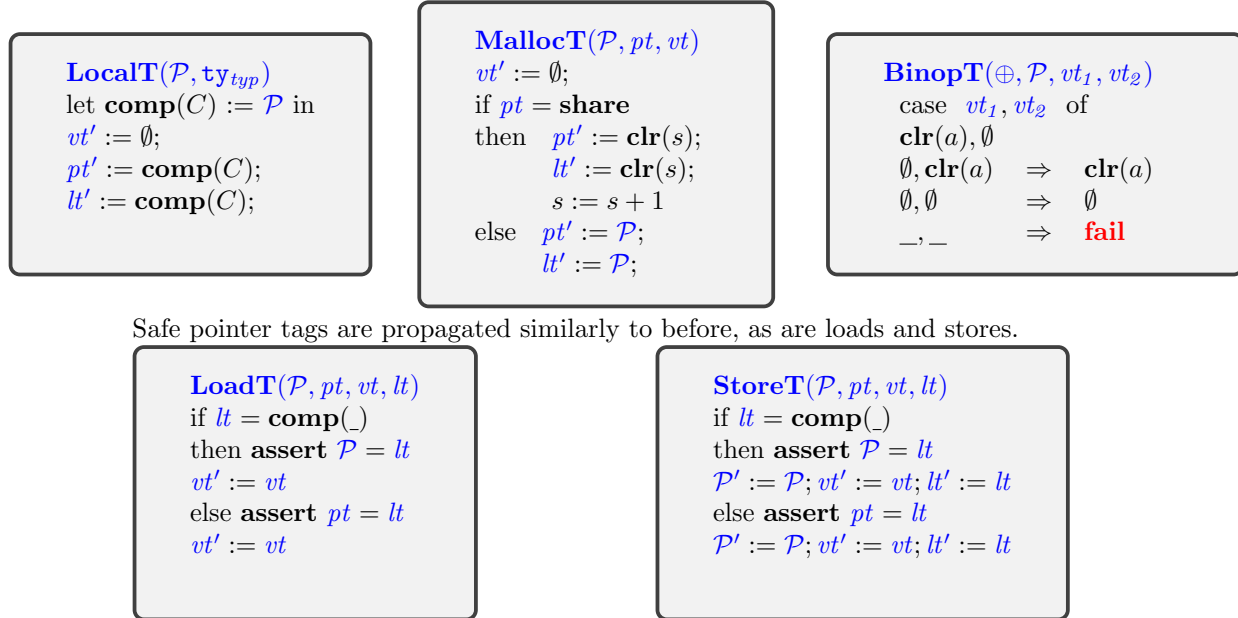 LocalT(𝒫, ty_typ)
let comp(C) := 𝒫 in
vt′ := ∅;
pt′ := comp(C);
lt′ := comp(C);
MallocT(𝒫, pt, vt)
vt′ := ∅;
if pt = share
then pt′ := clr(s);
lt′ := clr(s);
s := s + 1
else pt′ := 𝒫;
lt′ := 𝒫;
BinopT(⊕, 𝒫, vt₁, vt₂)
case vt₁, vt₂ of
clr(a), ∅
∅, clr(a) ⇒ clr(a)
∅, ∅ ⇒ ∅
_, _ ⇒ fail
Safe pointer tags are propagated similarly to before, as are loads and stores.
LoadT(𝒫, pt, vt, lt)
if lt = comp(_)
then assert 𝒫 = lt
vt′ := vt
else assert pt = lt
vt′ := vt
StoreT(𝒫, pt, vt, lt)
if lt = comp(_)
then assert 𝒫 = lt
𝒫′ := 𝒫; vt′ := vt; lt′ := lt
else assert pt = lt
𝒫′ := 𝒫; vt′ := vt; lt′ := lt